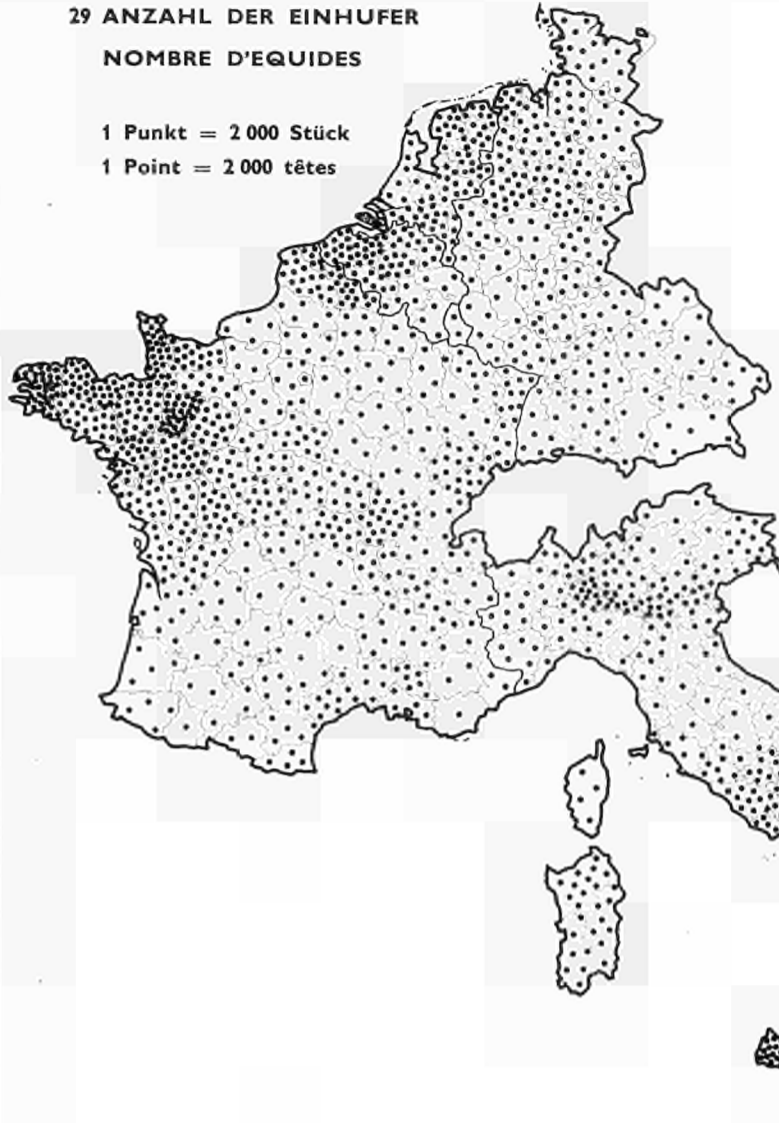 29 ANZAHL DER EINHUFER
NOMBRE D'EQUIDES
1 Punkt = 2 000 Stück
1 Point = 2 000 têtes